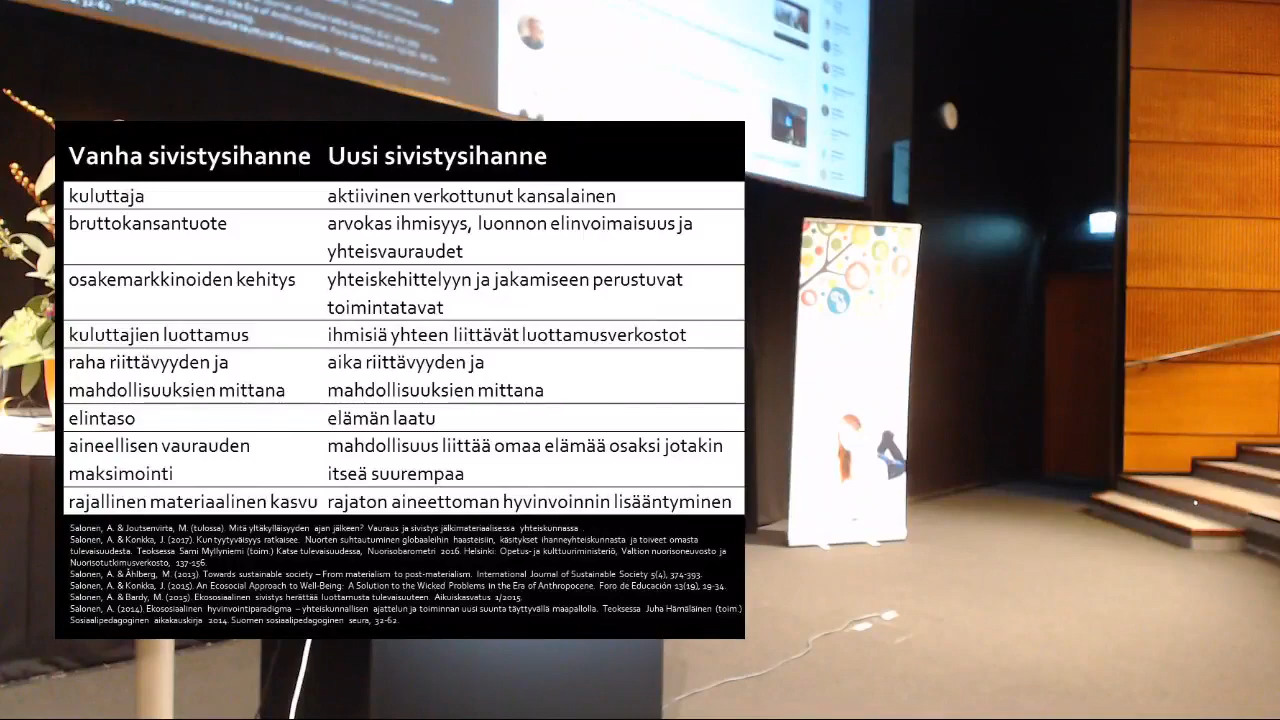 Vanha sivistysihanne Uusi sivistysihanne
kuluttaja aktiivinen verkottunut kansalainen
bruttokansantuote arvokas ihmisyys, luonnon elinvoimaisuus ja
yhteisvauraudet
osakemarkkinoiden kehitys yhteiskehittelyyn ja jakamiseen perustuvat
toimintatavat
kuluttajien luottamus ihmisiä yhteen liittävät luottamusverkostot
raha riittävyyden ja aika riittävyyden ja
mahdollisuuksien mittana mahdollisuuksien mittana
elintaso elämän laatu
aineellisen vaurauden mahdollisuus liittää omaa elämää osaksi jotakin
maksimointi itseä suurempaa
rajallinen materiaalinen kasvu rajaton aineettoman hyvinvoinnin lisääntyminen
Salonen, A. & Joutsenvirta, M. (tulossa). Mitä yltäkylläisyyden ajan jälkeen? Vauraus ja sivistys jälkimateriaalisessa yhteiskunnassa .
Salonen, A. & Konkka, J. (2017). Kun tyytyväisyys ratkaisee. Nuorten suhtautuminen globaaleihin haasteisiin, käsitykset ihanneyhteiskunnasta ja toiveet omasta
tulevaisuudesta. Teoksessa Sami Myllyniemi (toim.) Katse tulevaisuudessa, Nuorisobarometri 2016. Helsinki: Opetus- ja kulttuuriministeriö, Valtion nuorisoneuvosto ja
Nuorisotutkimusverkosto, 137-156.
Salonen, A. & Åhlberg, M. (2013). Towards sustainable society – From materialism to post-materialism. International Journal of Sustainable Society 5(4), 374-393.
Salonen, A. & Konkka, J. (2015). An Ecosocial Approach to Well-Being: A Solution to the Wicked Problems in the Era of Anthropocene. Foro de Educación 13(19), 19-34.
Salonen, A. & Bardy, M. (2015). Ekososiaalinen sivistys herättää luottamusta tulevaisuuteen. Aikuiskasvatus 1/2015.
Salonen, A. (2014). Ekososiaalinen hyvinvointiparadigma – yhteiskunnallisen ajattelun ja toiminnan uusi suunta täyttyvällä maapallolla. Teoksessa Juha Hämäläinen (toim.)
Sosiaalipedagoginen aikakauskirja 2014. Suomen sosiaalipedagoginen seura, 32-62.